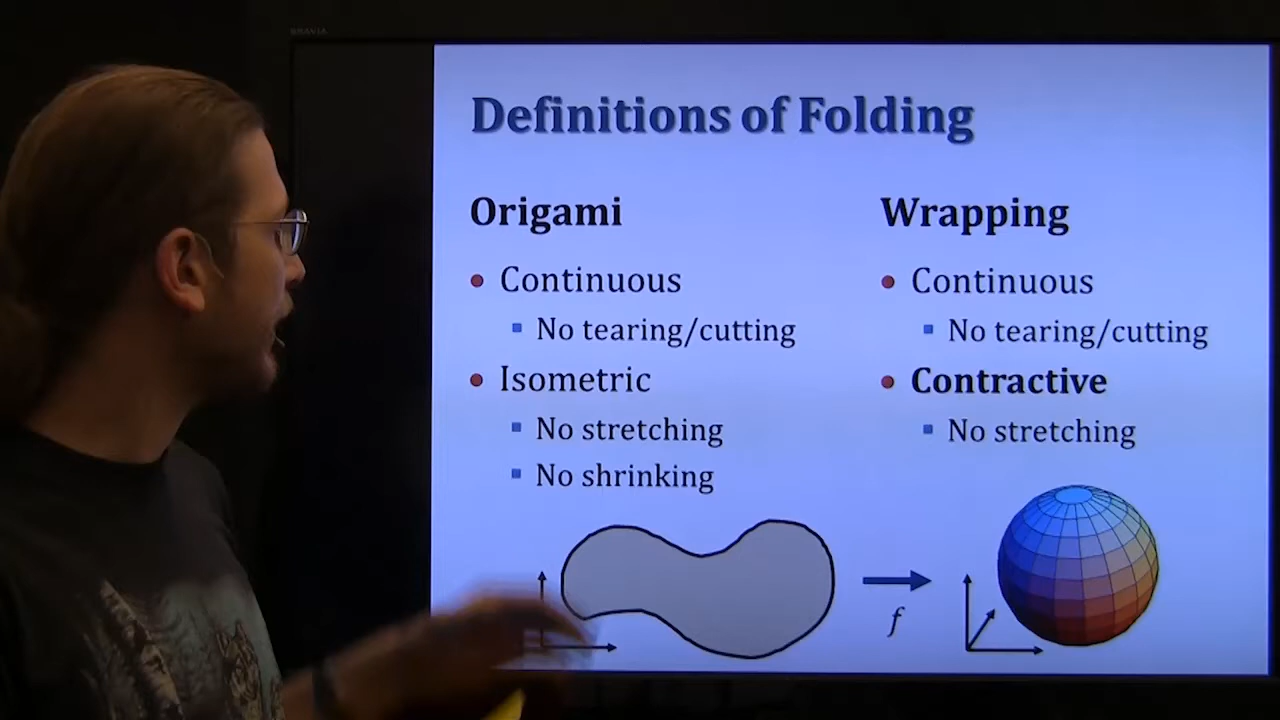 BRAVIA
Definitions of Folding
Origami
Continuous
No tearing/cutting
Isometric
No stretching
No shrinking
Wrapping
Continuous
No tearing/cutting
Contractive
No stretching
f